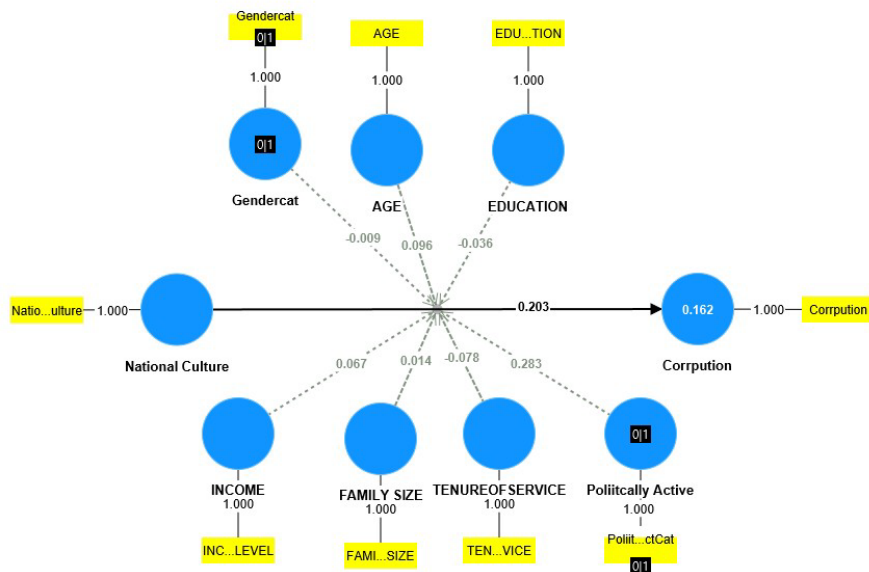 Gendercat
0|1
AGE
EDU...TION
1.000
1.000
1.000
0|1
Gendercat
AGE
EDUCATION
-0.009
0.096
-0.036
Natio...ulture
1.000
0.203
0.162
1.000
Corrpution
National Culture
Corrpution
0.067
0.014
-0.078
0.283
0|1
INCOME
FAMILY SIZE
TENUREOFSERVICE
Poliitcally Active
1.000
1.000
1.000
1.000
INC...LEVEL
FAMI...SIZE
TEN...VICE
Poliit...ctCat
0|1